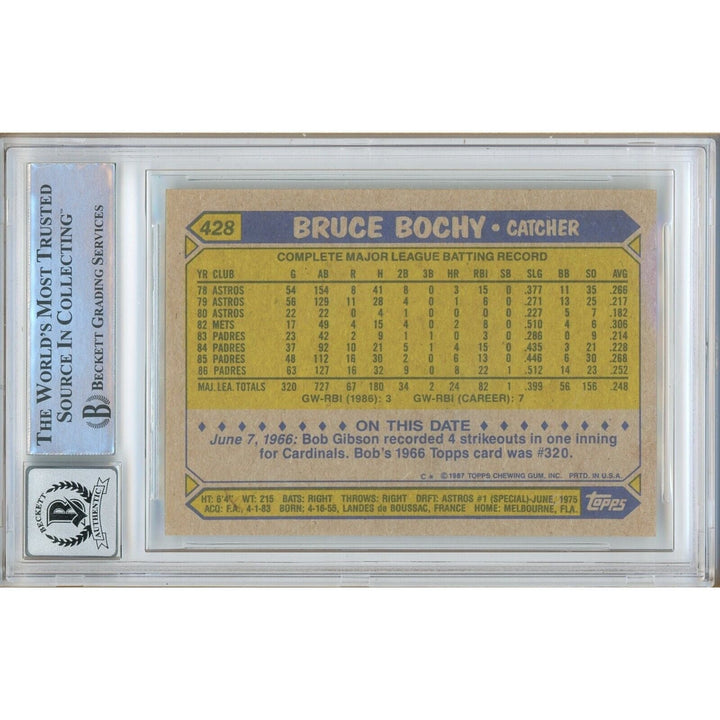 THE WORLD'S MOST TRUSTED
SOURCE IN COLLECTING™
BECKETT GRADING SERVICES
B
BECKETT
AUTHENTIC
428
BRUCE BOCHY • CATCHER
COMPLETE MAJOR LEAGUE BATTING RECORD
YR CLUB G AB R H 2B 3B HR RBI SB SLG BB SO AVG
78 ASTROS 54 154 8 41 8 0 3 15 0 .377 11 35 .266
79 ASTROS 56 129 11 28 4 0 1 6 0 .271 13 25 .217
80 ASTROS 22 22 0 4 1 0 0 0 0 .227 5 7 .182
82 METS 17 49 4 15 4 0 2 8 0 .510 4 6 .306
83 PADRES 23 42 2 9 1 1 0 3 0 .286 0 9 .214
84 PADRES 37 92 10 21 5 1 4 15 0 .435 3 21 .228
85 PADRES 48 112 16 30 2 0 6 13 0 .446 6 30 .268
86 PADRES 63 127 16 32 9 0 8 22 1 .512 14 23 .252
MAJ. LEA. TOTALS 320 727 67 180 34 2 24 82 1 .399 56 156 .248
GW-RBI (1986): 3 GW-RBI (CAREER): 7
ON THIS DATE
June 7, 1966: Bob Gibson recorded 4 strikeouts in one inning
for Cardinals. Bob's 1966 Topps card was #320.
C* © 1987 TOPPS CHEWING GUM, INC. PRTD. IN U.S.A.
HT: 6'4" WT: 215 BATS: RIGHT THROWS: RIGHT DRFT: ASTROS #1 (SPECIAL)-JUNE, 1975
ACQ: F.A., 4-1-83 BORN: 4-16-55, LANDES de BOUSSAC, FRANCE HOME: MELBOURNE, FLA.
topps